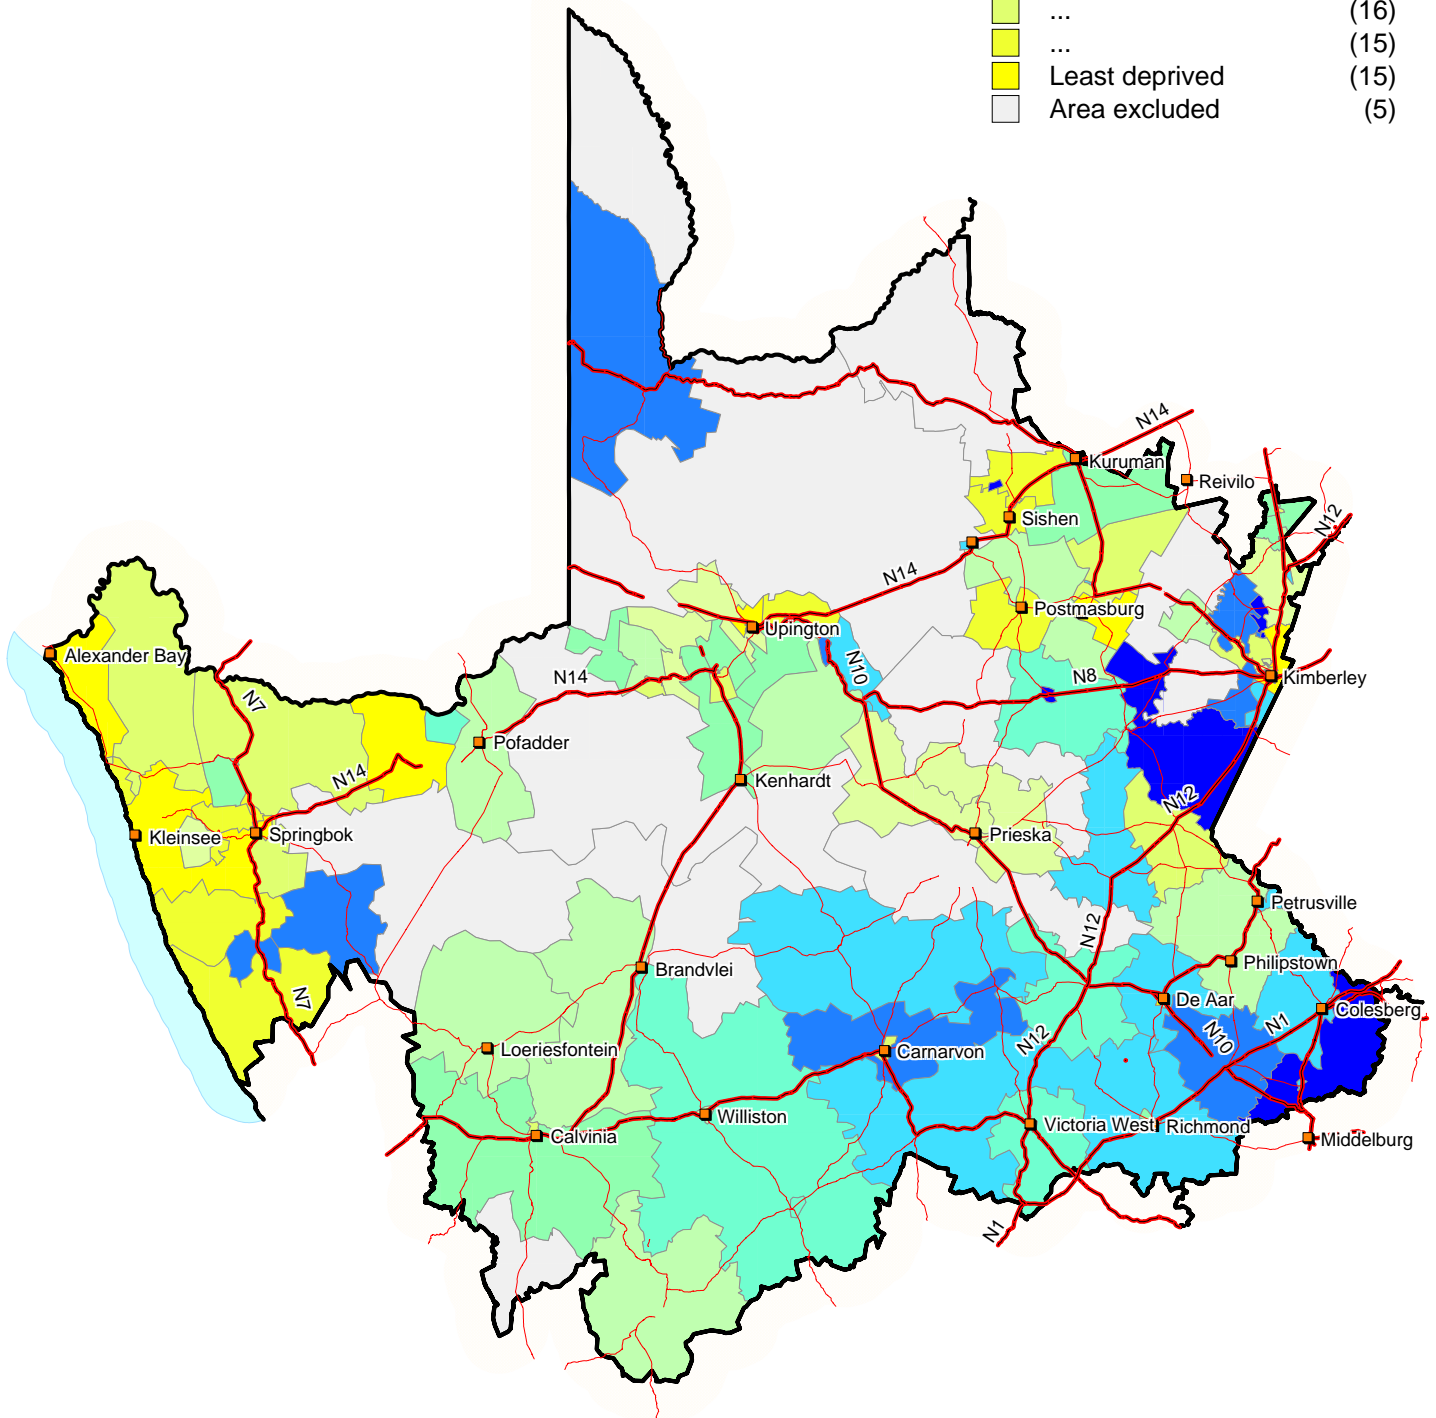 ... (16)
... (15)
Least deprived (15)
Area excluded (5)
N14
Kuruman
Reivilo
Sishen
N12
N14
Postmasburg
Upington
Alexander Bay
N10
N14
N8
Kimberley
N7
Pofadder
N14
Kenhardt
N12
Kleinsee
Springbok
Prieska
Petrusville
N12
Brandvlei
Philipstown
N7
De Aar
Colesberg
N1
N10
N12
Loeriesfontein
Carnarvon
Williston
Victoria West
Richmond
Calvinia
Middelburg
N1